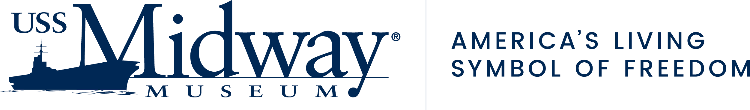 USS
Midway®
MUSEUM
AMERICA'S LIVING
SYMBOL OF FREEDOM